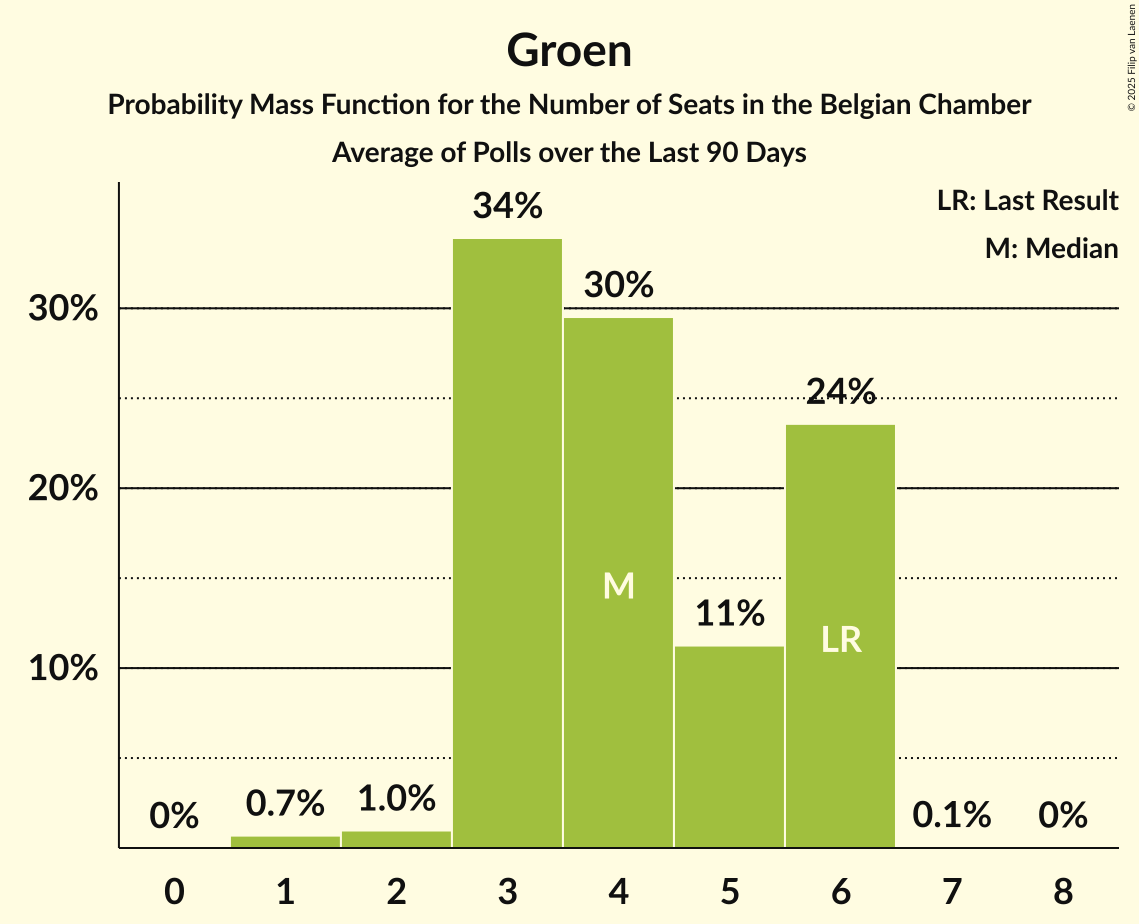 Groen
Probability Mass Function for the Number of Seats in the Belgian Chamber
Average of Polls over the Last 90 Days
© 2025 Filip van Laenen
LR: Last Result
M: Median
34%
30%
30%
24%
20%
M
11%
LR
10%
0%
0.7%
1.0%
0.1%
0%
0 1 2 3 4 5 6 7 8